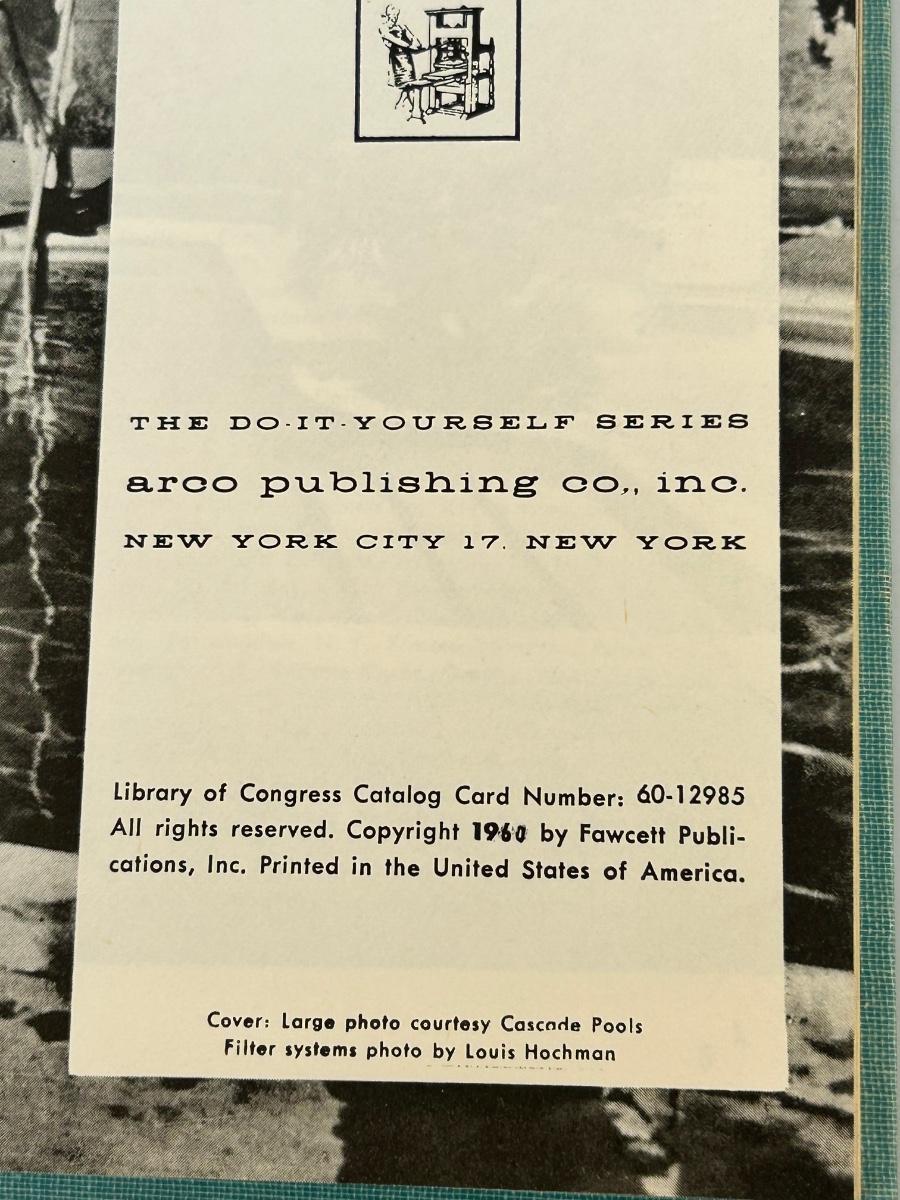 THE DO-IT-YOURSELF SERIES
arco publishing co., inc.
NEW YORK CITY 17, NEW YORK
Library of Congress Catalog Card Number: 60-12985
All rights reserved. Copyright 1960 by Fawcett Publi-
cations, Inc. Printed in the United States of America.
Cover: Large photo courtesy Cascade Pools
Filter systems photo by Louis Hochman